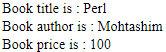 Book title is : Perl
Book author is : Mohtashim
Book price is : 100